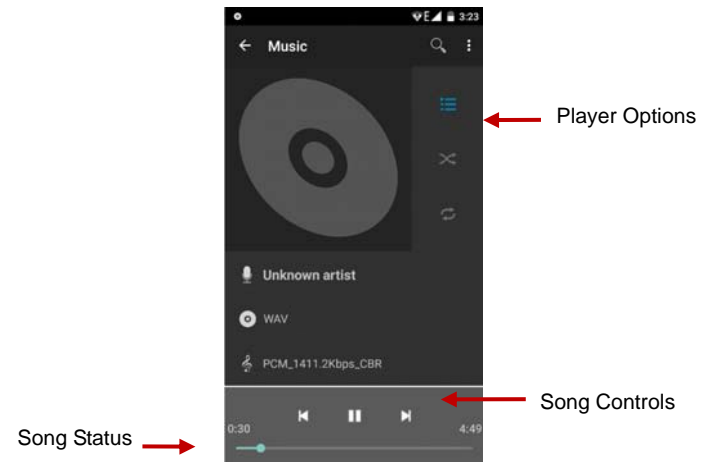 E 3:23
Music
Player Options
Unknown artist
WAV
PCM_1411.2Kbps_CBR
Song Controls
0:30 4:49
Song Status